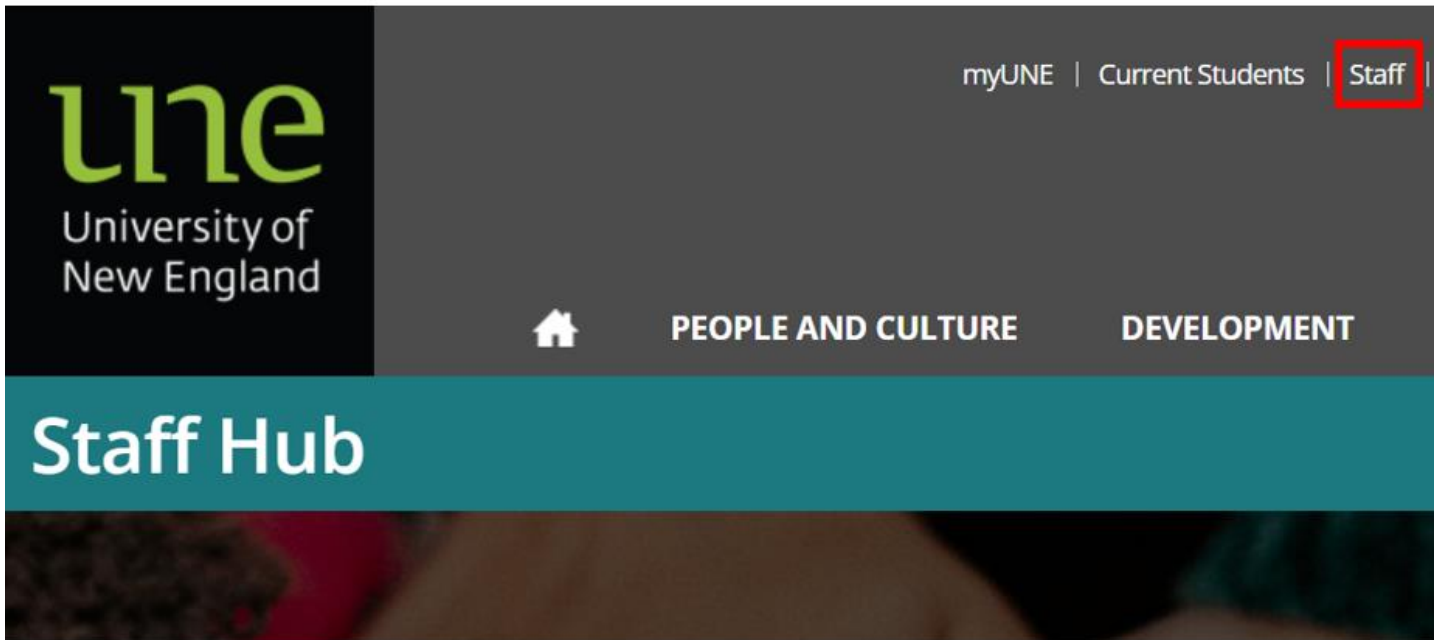 une
University of
New England
myUNE | Current Students | Staff |
PEOPLE AND CULTURE DEVELOPMENT
Staff Hub